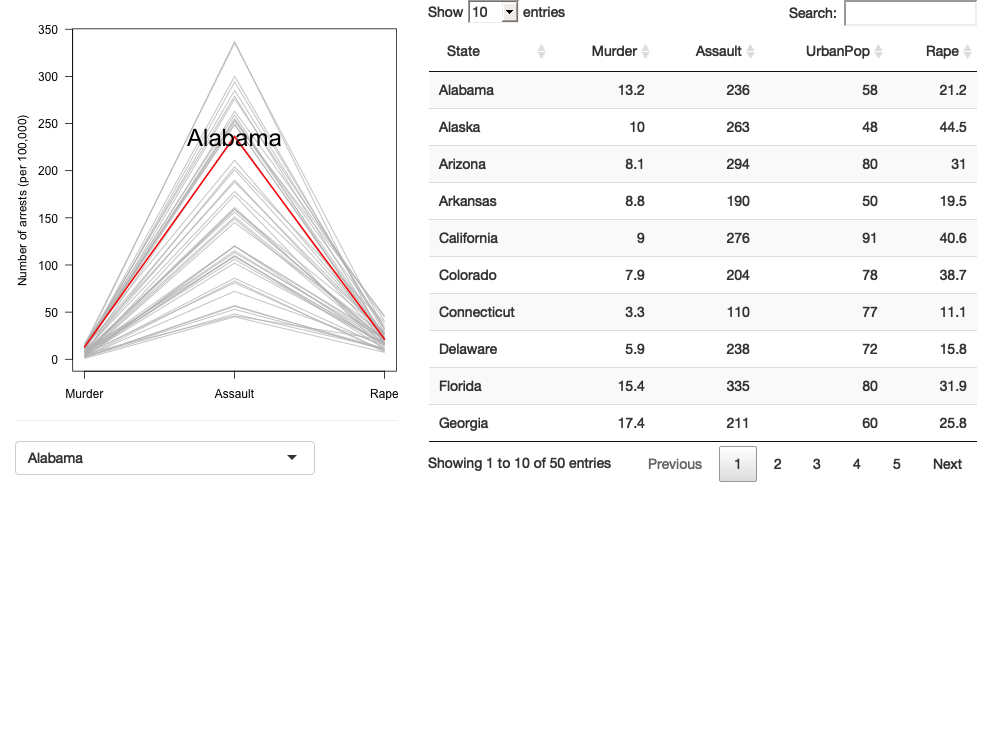 350
300
250
200
150
100
50
0
Number of arrests (per 100,000)
Alabama
Murder Assault Rape
Alabama
Show 10 entries Search:
State Murder Assault UrbanPop Rape
Alabama 13.2 236 58 21.2
Alaska 10 263 48 44.5
Arizona 8.1 294 80 31
Arkansas 8.8 190 50 19.5
California 9 276 91 40.6
Colorado 7.9 204 78 38.7
Connecticut 3.3 110 77 11.1
Delaware 5.9 238 72 15.8
Florida 15.4 335 80 31.9
Georgia 17.4 211 60 25.8
Showing 1 to 10 of 50 entries Previous 1 2 3 4 5 Next